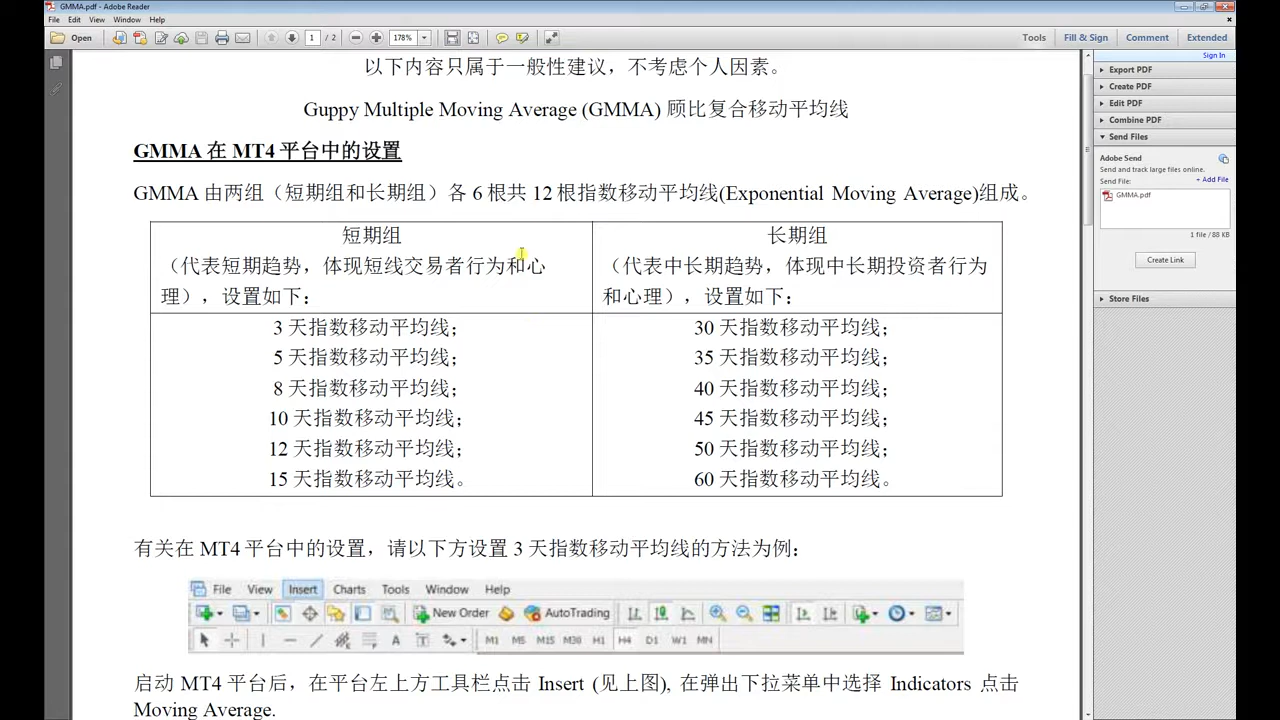 GMMA.pdf - Adobe Reader
File Edit View Window Help
Open 1 / 2 178% Tools Fill & Sign Comment Extended
Sign In
Export PDF
Create PDF
Edit PDF
Combine PDF
Send Files
Adobe Send
Send and track large files online.
Send File: + Add File
GMMA.pdf
1 file / 88 KB
Create Link
Store Files
以下内容只属于一般性建议，不考虑个人因素。
Guppy Multiple Moving Average (GMMA) 顾比复合移动平均线
GMMA 在 MT4 平台中的设置
GMMA 由两组（短期组和长期组）各 6 根共 12 根指数移动平均线(Exponential Moving Average)组成。
短期组
（代表短期趋势，体现短线交易者行为和心
理），设置如下：
3 天指数移动平均线；
5 天指数移动平均线；
8 天指数移动平均线；
10 天指数移动平均线；
12 天指数移动平均线；
15 天指数移动平均线。
长期组
（代表中长期趋势，体现中长期投资者行为
和心理），设置如下：
30 天指数移动平均线；
35 天指数移动平均线；
40 天指数移动平均线；
45 天指数移动平均线；
50 天指数移动平均线；
60 天指数移动平均线。
有关在 MT4 平台中的设置，请以下方设置 3 天指数移动平均线的方法为例：
File View Insert Charts Tools Window Help
New Order AutoTrading
A T M1 M5 M15 M30 H1 H4 D1 W1 MN
启动 MT4 平台后，在平台左上方工具栏点击 Insert (见上图), 在弹出下拉菜单中选择 Indicators 点击
Moving Average.